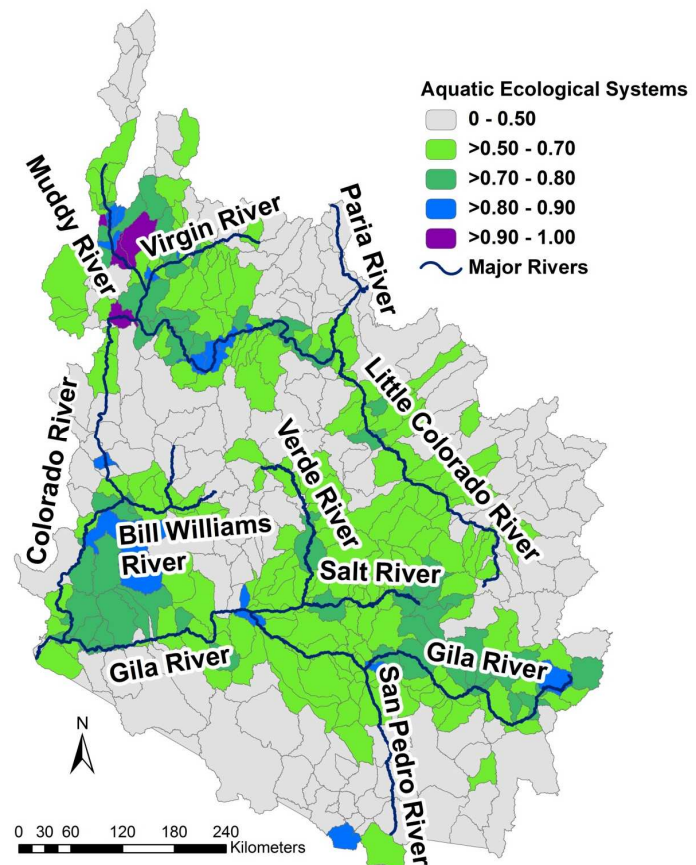 Aquatic Ecological Systems
0 - 0.50
>0.50 - 0.70
>0.70 - 0.80
>0.80 - 0.90
>0.90 - 1.00
Major Rivers
Muddy River
Virgin River
Paria River
Colorado River
Little Colorado River
Verde River
Bill Williams
River
Salt River
Gila River
Gila River
San Pedro River
N
0 30 60 120 180 240
Kilometers